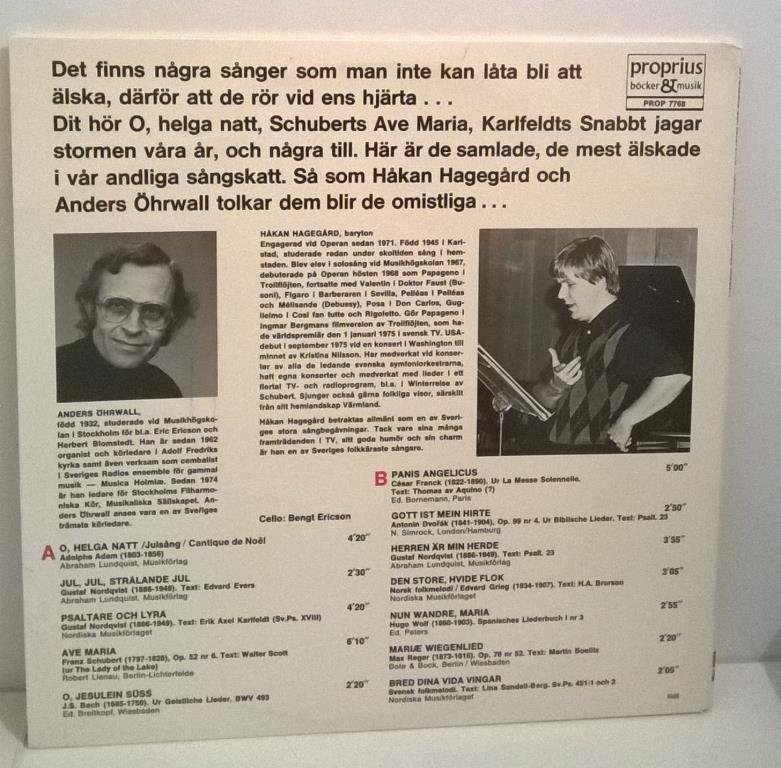 Det finns några sånger som man inte kan låta bli att
älska, därför att de rör vid ens hjärta . . .
Dit hör O, helga natt, Schuberts Ave Maria, Karlfeldts Snabbt jagar
stormen våra år, och några till. Här är de samlade, de mest älskade
i vår andliga sångskatt. Så som Håkan Hagegård och
Anders Öhrwall tolkar dem blir de omistliga . . .
proprius
böcker & musik
PROP 7768
HÅKAN HAGEGÅRD, baryton
Engagerad vid Operan sedan 1971. Född 1945 i Karl-
stad, studerade redan under skoltiden sång i hem-
staden. Blev elev i solosång vid Musikhögskolan 1967,
debuterade på Operan hösten 1968 som Papageno i
Trollflöjten, fortsatte med Valentin i Doktor Faust (Bu-
soni), Figaro i Barberaren i Sevilla, Pelléas i Pelléas
och Mélisande (Debussy), Posa i Don Carlos, Gug-
lielmo i Cosi fan tutte och Rigoletto. Gör Papageno i
Ingmar Bergmans filmversion av Trollflöjten, som ha-
de världspremiär den 1 januari 1975 i svensk TV. USA-
debut i september 1975 vid en konsert i Washington till
minnet av Kristina Nilsson. Har medverkat vid konser-
ter av alla de ledande svenska symfoniorkestrarna,
haft egna konserter och medverkat med lieder i ett
flertal TV- och radioprogram, bl.a. i Winterreise av
Schubert. Sjunger också gärna folkliga visor, särskilt
från sitt hemlandskap Värmland.
Håkan Hagegård betraktas allmänt som en av Sveri-
ges stora sångbegåvningar. Tack vare sina många
framträdanden i TV, sitt goda humör och sin charm
är han en av Sveriges folkkäraste sångare.
ANDERS ÖHRWALL,
född 1932, studerade vid Musikhögsko-
lan i Stockholm för bl.a. Eric Ericson och
Herbert Blomstedt. Han är sedan 1962
organist och körledare i Adolf Fredriks
kyrka samt även verksam som cembalist
i Sveriges Radios ensemble för gammal
musik — Musica Holmiæ. Sedan 1974
är han ledare för Stockholms Filharmo-
niska Kör, Musikaliska Sällskapet. An-
ders Öhrwall anses vara en av Sveriges
främsta körledare.
Cello: Bengt Ericson
A O, HELGA NATT /Julsång / Cantique de Noël 4'20"
Adolphe Adam (1803-1856)
Abraham Lundquist, Musikförlag
JUL, JUL, STRÅLANDE JUL 2'30"
Gustaf Nordqvist (1886-1949). Text: Edvard Evers
Abraham Lundquist, Musikförlag
PSALTARE OCH LYRA 4'20"
Gustaf Nordqvist (1886-1949). Text: Erik Axel Karlfeldt (Sv.Ps. XVIII)
Nordiska Musikförlaget
AVE MARIA 6'10"
Franz Schubert (1797-1828), Op. 52 nr 6. Text: Walter Scott
(ur The Lady of the Lake)
Robert Lienau, Berlin-Lichterfelde
O, JESULEIN SÜSS 2'20"
J.S. Bach (1685-1750). Ur Geistliche Lieder, BWV 493
Ed. Breitkopf, Wiesbaden
B PANIS ANGELICUS 5'00"
César Franck (1822-1890). Ur La Messe Solennelle.
Text: Thomas av Aquino (?)
Ed. Bornemann, Paris
GOTT IST MEIN HIRTE 2'50"
Antonin Dvořák (1841-1904), Op. 99 nr 4. Ur Biblische Lieder. Text: Psalt. 23
N. Simrock, London/Hamburg
HERREN ÄR MIN HERDE 3'55"
Gustaf Nordqvist (1886-1949). Text: Psalt. 23
Abraham Lundquist, Musikförlag
DEN STORE, HVIDE FLOK 3'05"
Norsk folkmelodi / Edvard Grieg (1834-1907). Text: H.A. Brorson
Nordiska Musikförlaget
NUN WANDRE, MARIA 2'55"
Hugo Wolf (1860-1903). Spanisches Liederbuch I nr 3
Ed. Peters
MARIÆ WIEGENLIED 2'20"
Max Reger (1873-1916). Op. 76 nr 52. Text: Martin Boelitz
Bote & Bock, Berlin / Wiesbaden
BRED DINA VIDA VINGAR 2'05"
Svensk folkmelodi. Text: Lina Sandell-Berg. Sv.Ps. 451:1 och 2
Nordiska Musikförlaget